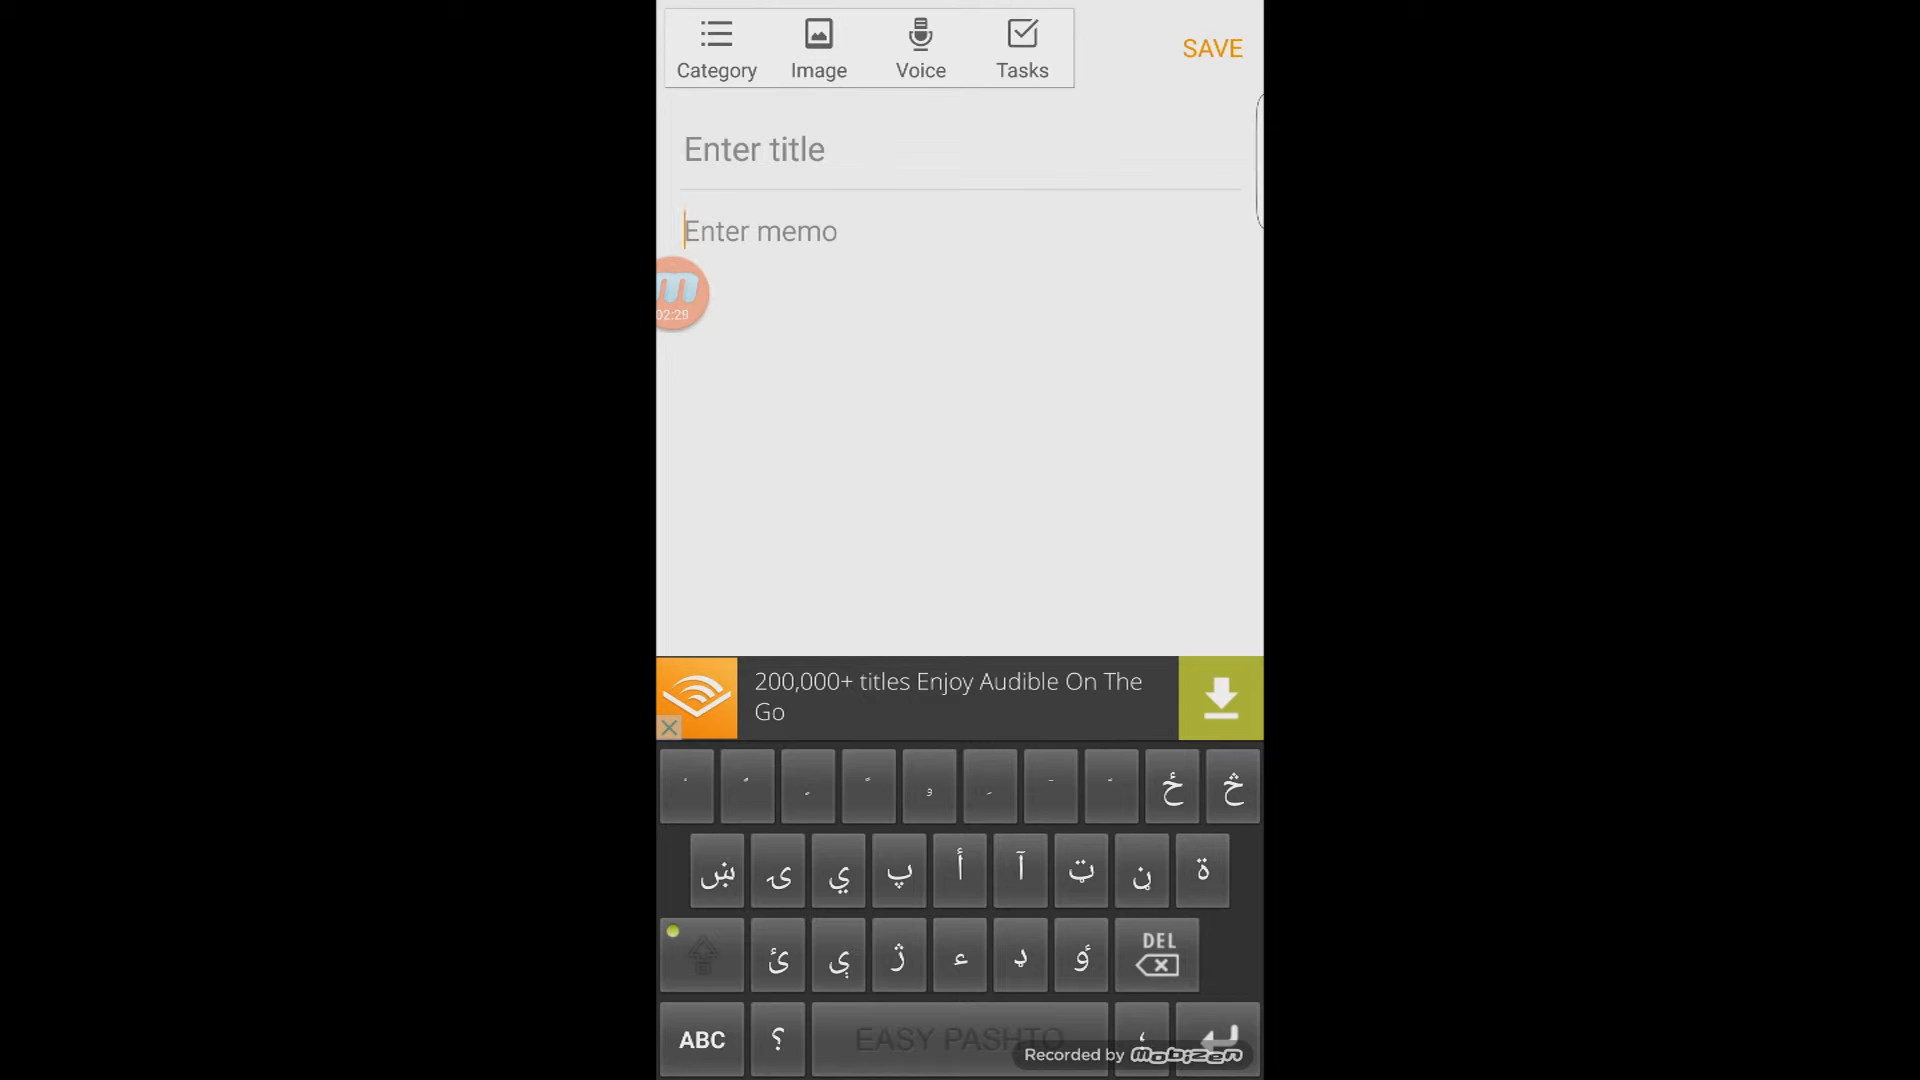 Category Image Voice Tasks
SAVE
Enter title
Enter memo
02:29
200,000+ titles Enjoy Audible On The
Go
ځ څ
ښ ۍ ي پ أ آ ټ ڼ ة
ئ ې ژ ء ډ ؤ DEL
ABC ؟ EASY PASHTO ،
Recorded by mobizen